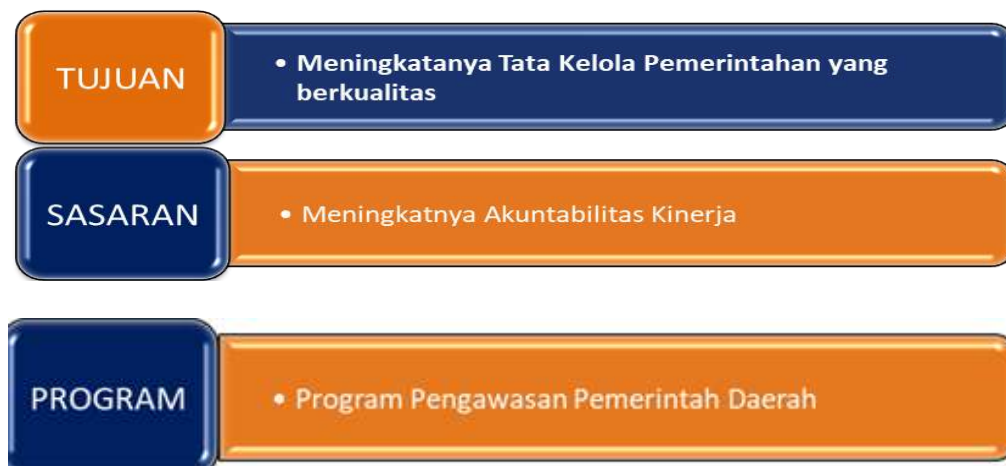 TUJUAN
• Meningkatanya Tata Kelola Pemerintahan yang
berkualitas
SASARAN
• Meningkatnya Akuntabilitas Kinerja
PROGRAM
• Program Pengawasan Pemerintah Daerah